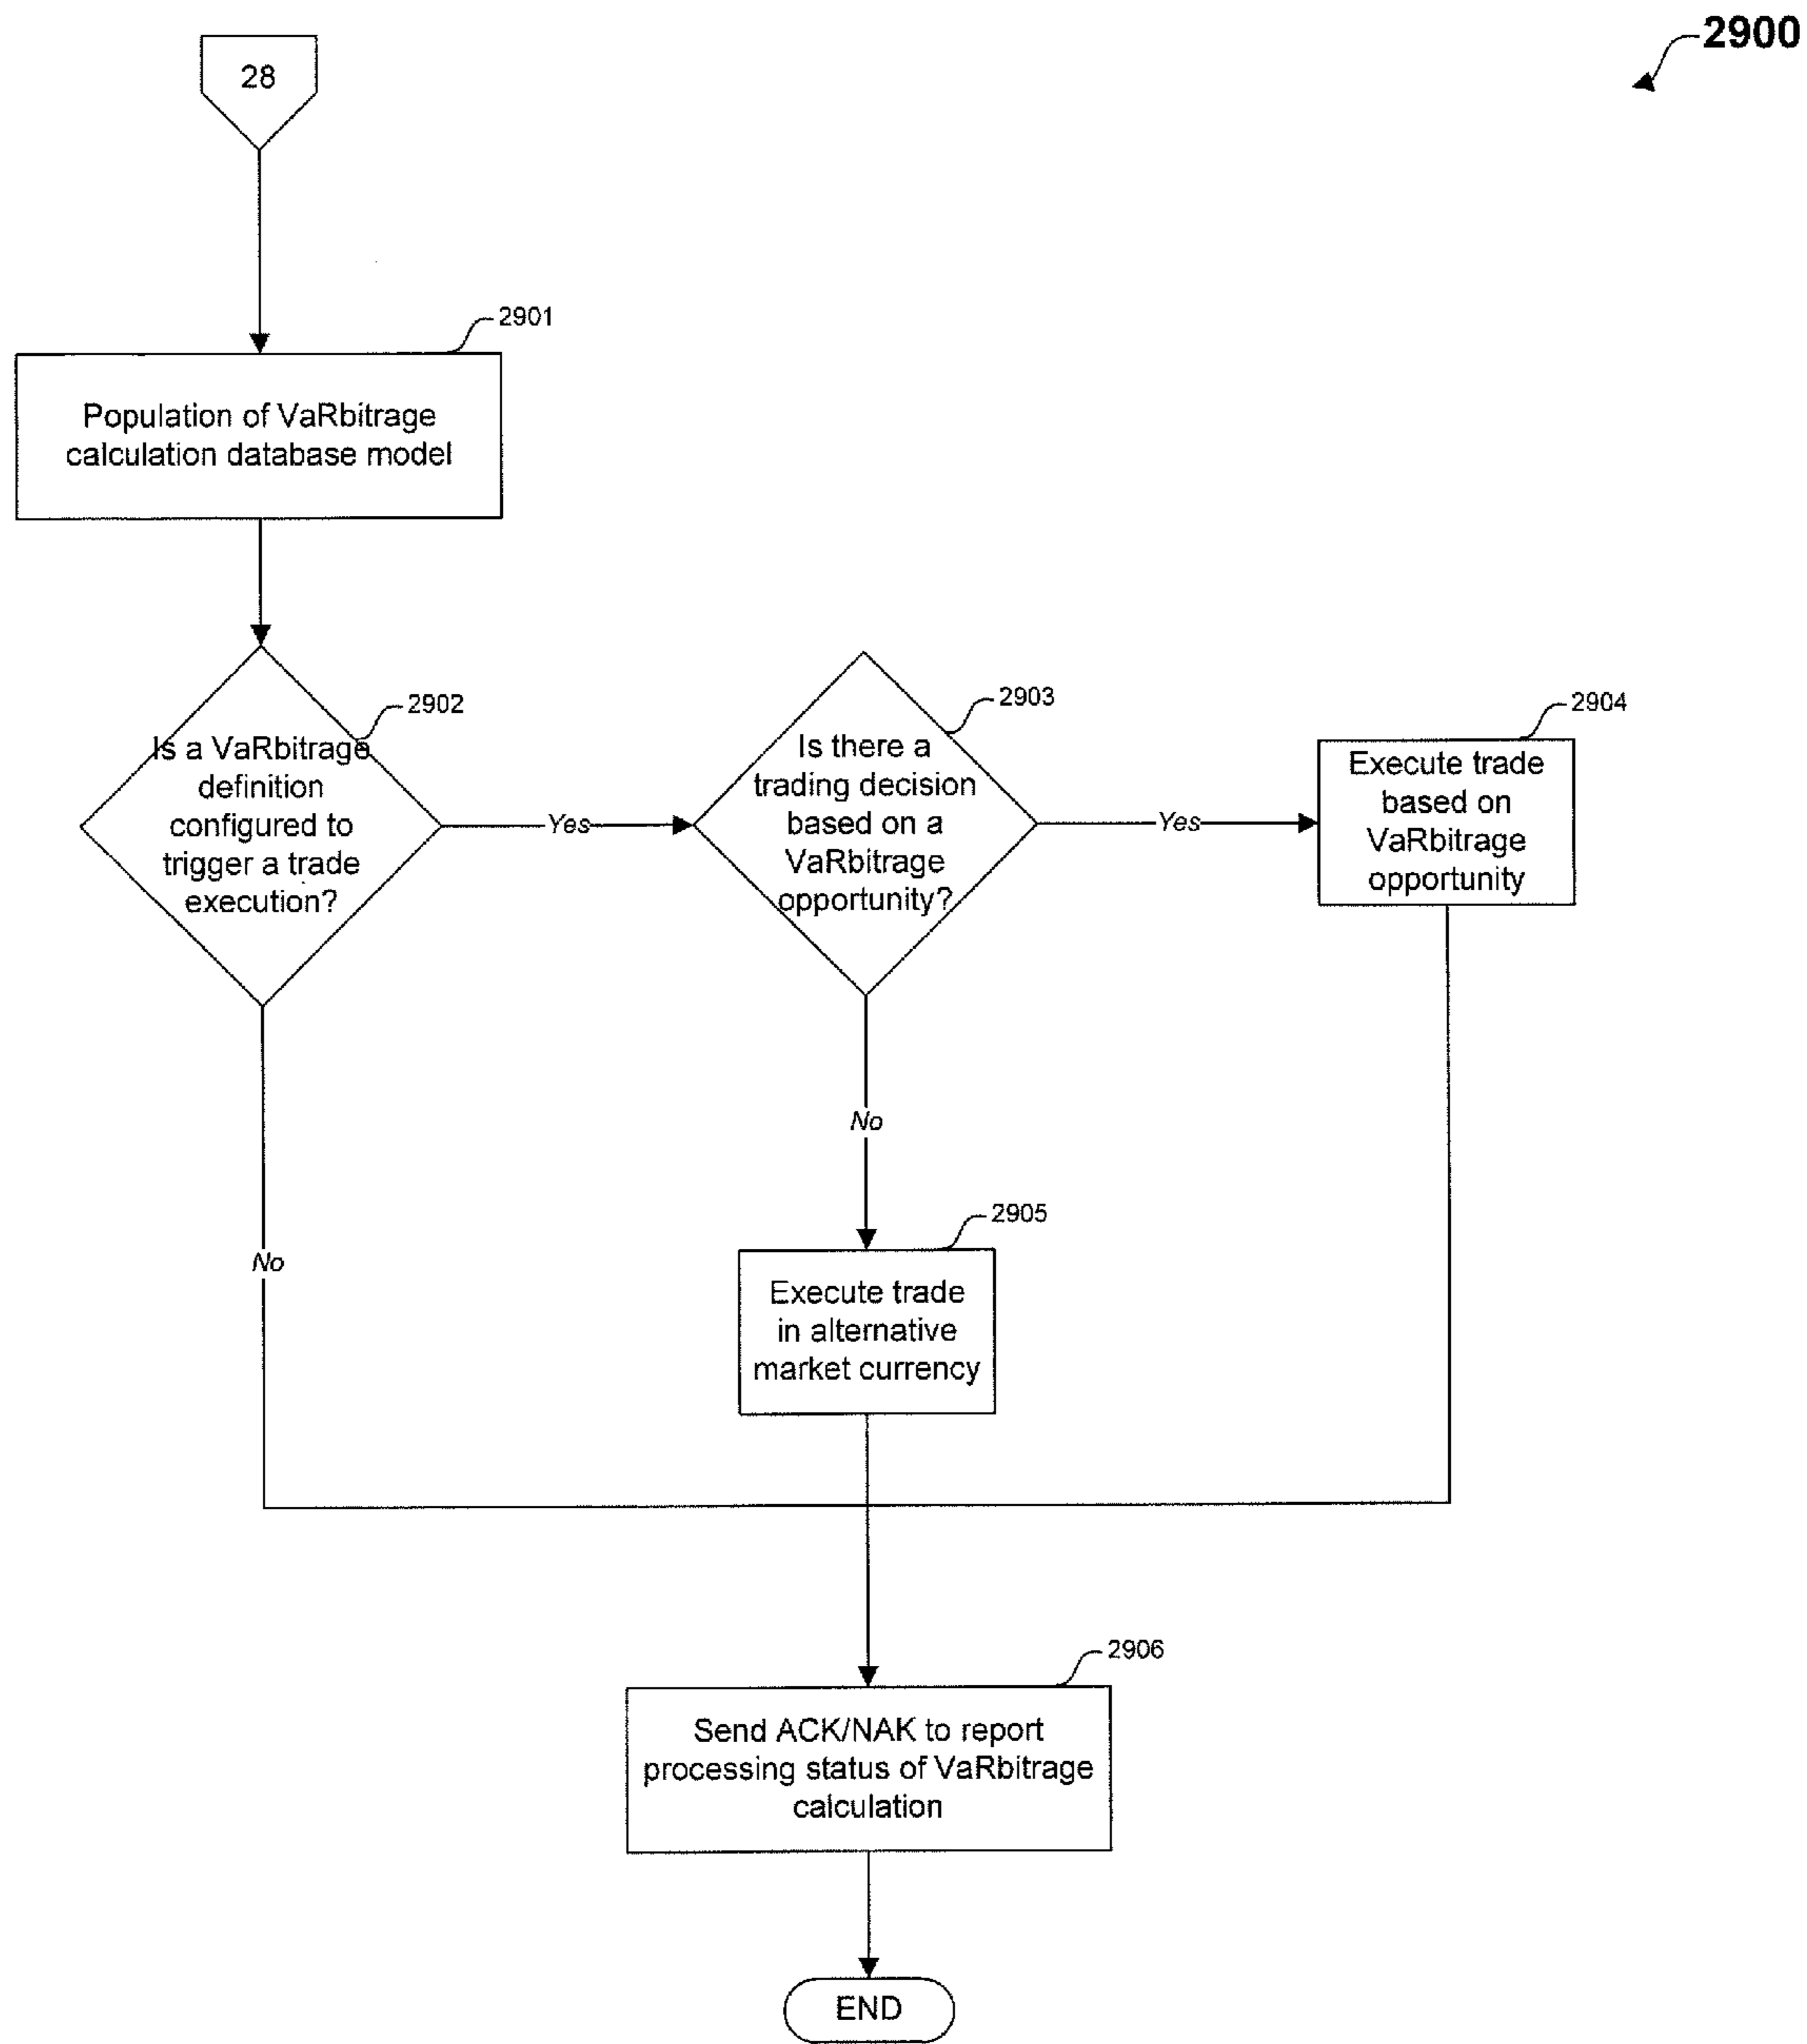 2900
28
2901
Population of VaRbitrage
calculation database model
2902
Is a VaRbitrage
definition
configured to
trigger a trade
execution?
Yes
2903
Is there a
trading decision
based on a
VaRbitrage
opportunity?
Yes
2904
Execute trade
based on
VaRbitrage
opportunity
No
No
2905
Execute trade
in alternative
market currency
2906
Send ACK/NAK to report
processing status of VaRbitrage
calculation
END